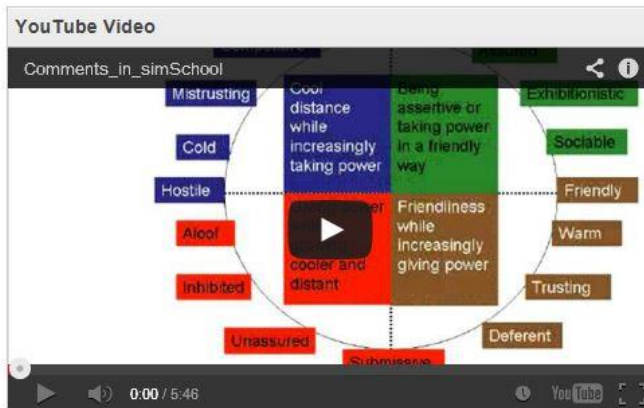 YouTube Video
Comments_in_simSchool
Mistrusting
Cold
Hostile
Aloof
Inhibited
Unassured
Submissive
Cool
distance
while
increasingly
taking power
Being
assertive or
taking power
in a friendly
way
power
cooler and
distant
Friendliness
while
increasingly
giving power
Exhibitionistic
Sociable
Friendly
Warm
Trusting
Deferent
0:00 / 5:46
YouTube